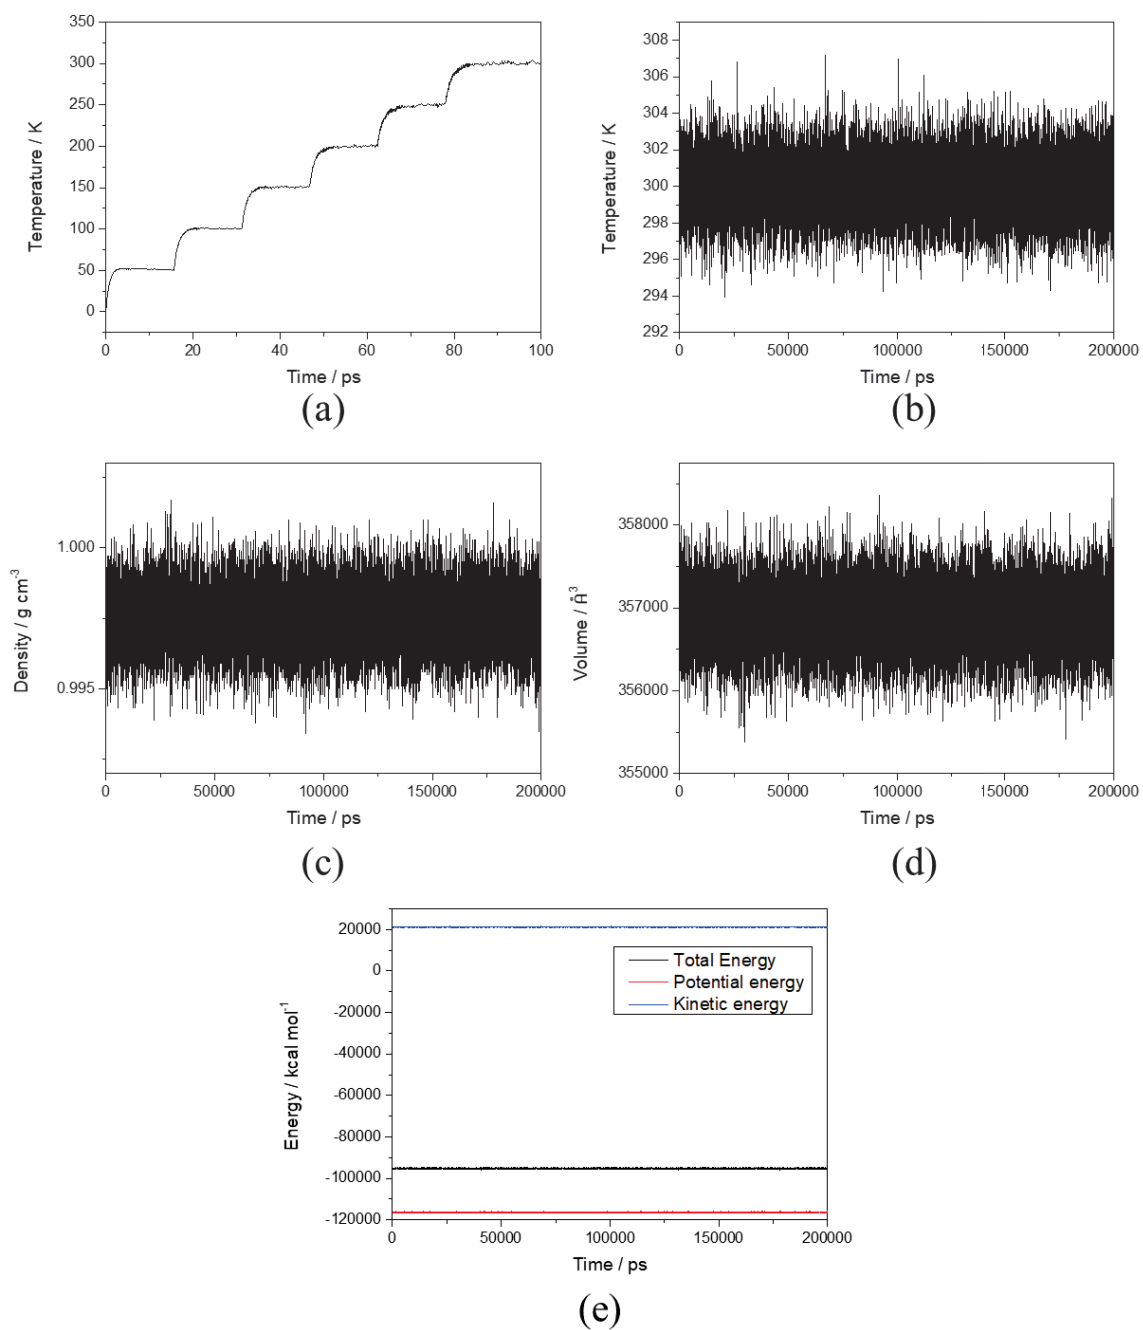 350
300
250
200
150
100
50
0
Temperature / K
0 20 40 60 80 100
Time / ps
(a)
308
306
304
302
300
298
296
294
292
Temperature / K
0 50000 100000 150000 200000
Time / ps
(b)
1.000
0.995
Density / g cm-3
0 50000 100000 150000 200000
Time / ps
(c)
358000
357000
356000
355000
Volume / Å3
0 50000 100000 150000 200000
Time / ps
(d)
20000
0
-20000
-40000
-60000
-80000
-100000
-120000
Energy / kcal mol-1
Total Energy
Potential energy
Kinetic energy
0 50000 100000 150000 200000
Time / ps
(e)